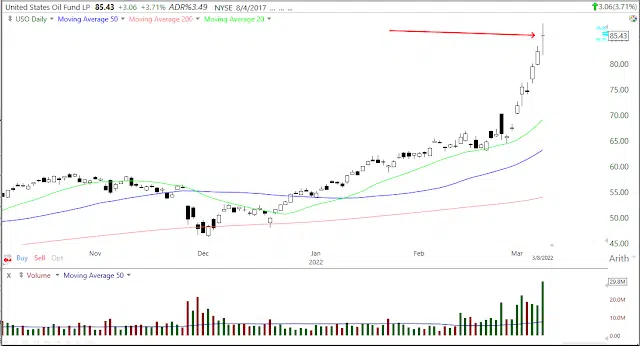 United States Oil Fund LP 85.43 +3.06 +3.71% ADR%3.49 NYSE 8/4/2017 ... ... 3.06(3.71%)
USO Daily Moving Average 50 Moving Average 200 Moving Average 20
85.43
80.00
75.00
70.00
65.00
60.00
55.00
50.00
45.00
Nov Dec Jan Feb Mar
2022 3/8/2022
Buy Sell Opt Arith
X Volume Moving Average 50
29.8M
20.0M
10.0M